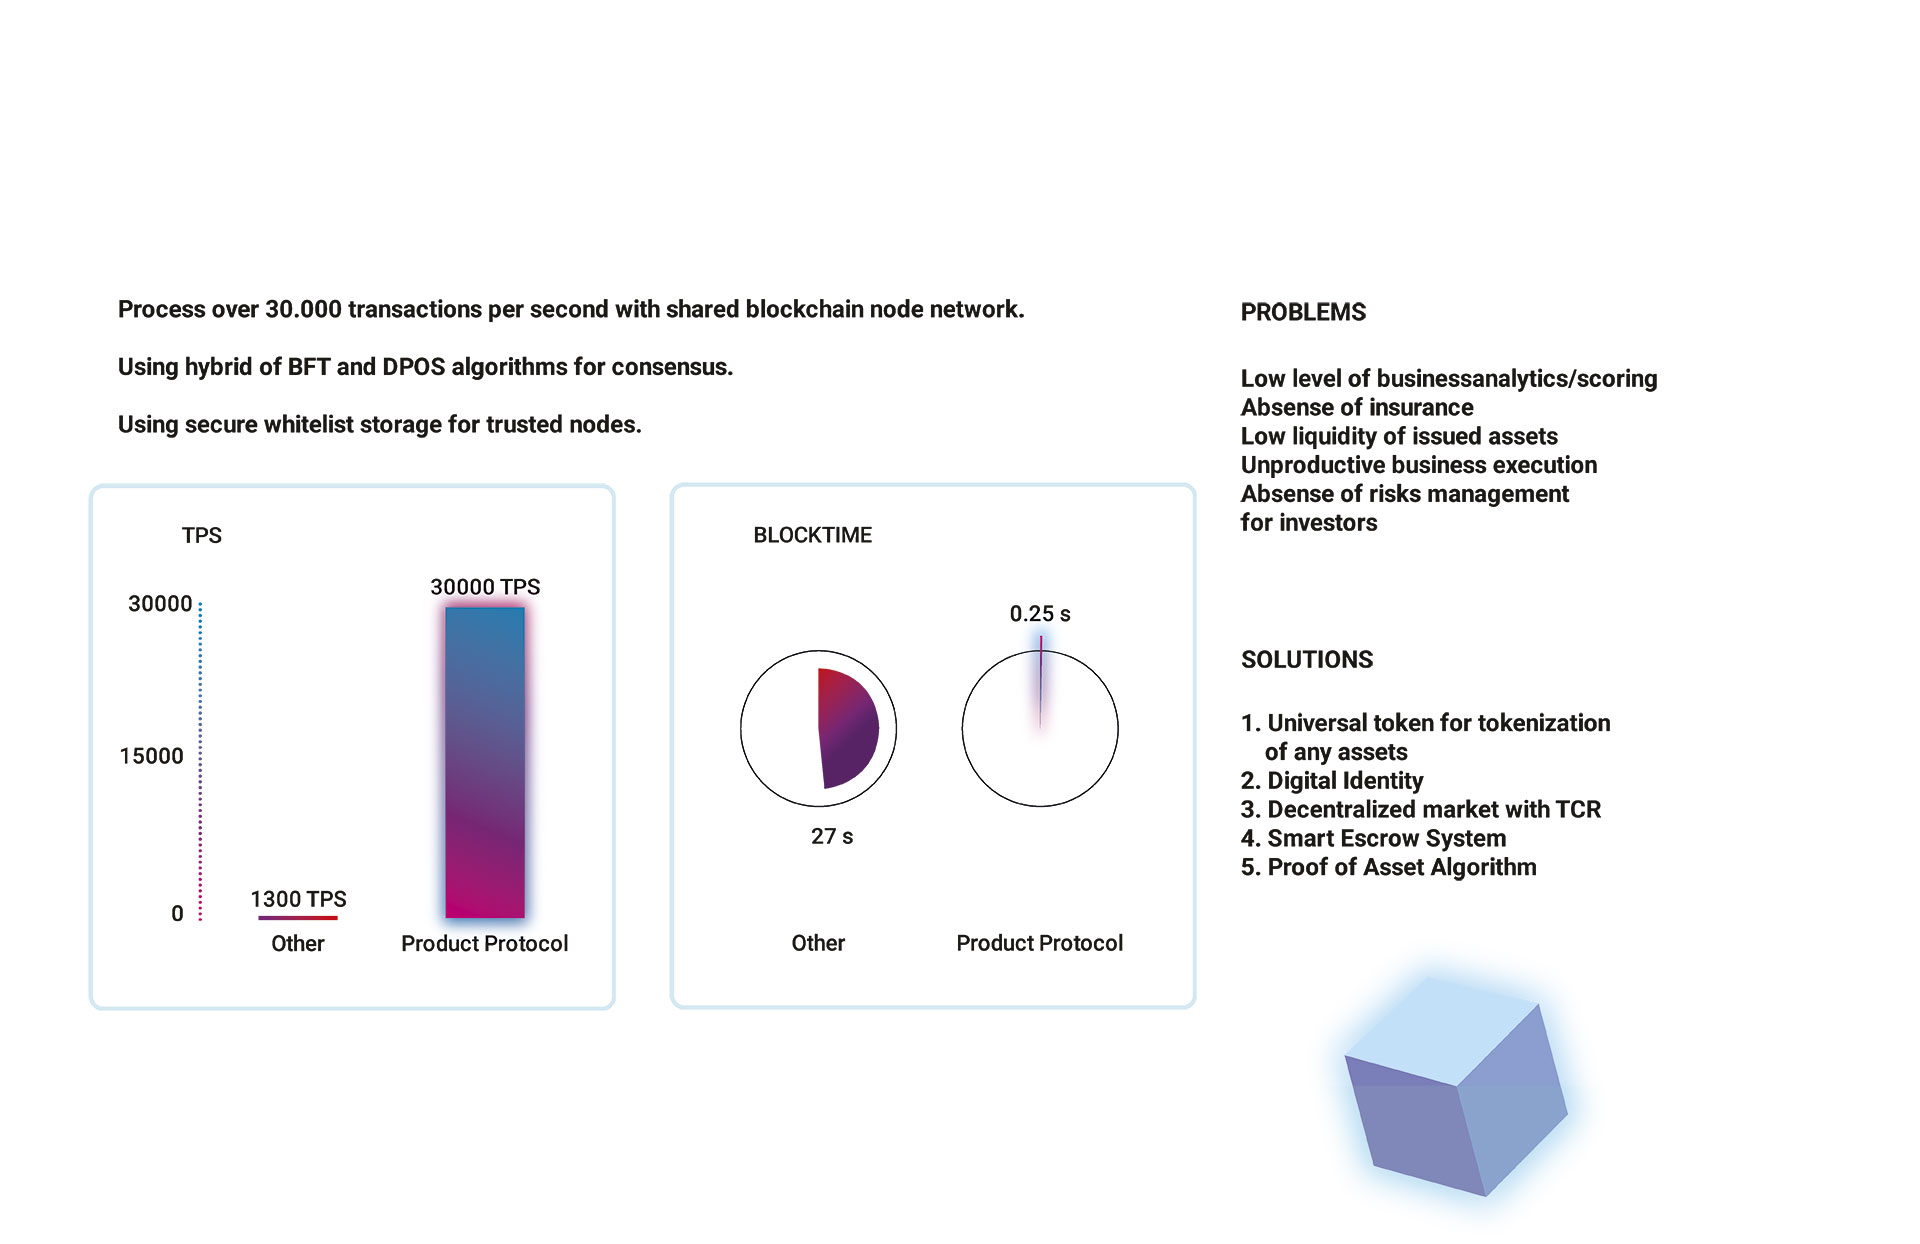 Process over 30.000 transactions per second with shared blockchain node network.
Using hybrid of BFT and DPOS algorithms for consensus.
Using secure whitelist storage for trusted nodes.
TPS
30000
15000
0
1300 TPS
Other
30000 TPS
Product Protocol
BLOCKTIME
27 s
Other
0.25 s
Product Protocol
PROBLEMS
Low level of businessanalytics/scoring
Absense of insurance
Low liquidity of issued assets
Unproductive business execution
Absense of risks management
for investors
SOLUTIONS
1. Universal token for tokenization
of any assets
2. Digital Identity
3. Decentralized market with TCR
4. Smart Escrow System
5. Proof of Asset Algorithm